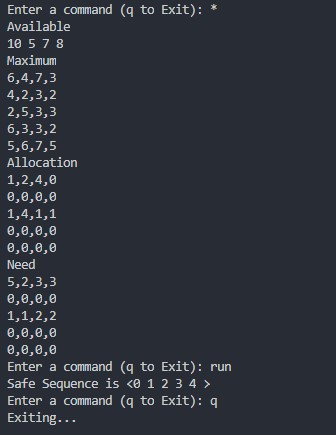 Enter a command (q to Exit): *
Available
10 5 7 8
Maximum
6,4,7,3
4,2,3,2
2,5,3,3
6,3,3,2
5,6,7,5
Allocation
1,2,4,0
0,0,0,0
1,4,1,1
0,0,0,0
0,0,0,0
Need
5,2,3,3
0,0,0,0
1,1,2,2
0,0,0,0
0,0,0,0
Enter a command (q to Exit): run
Safe Sequence is <0 1 2 3 4 >
Enter a command (q to Exit): q
Exiting...